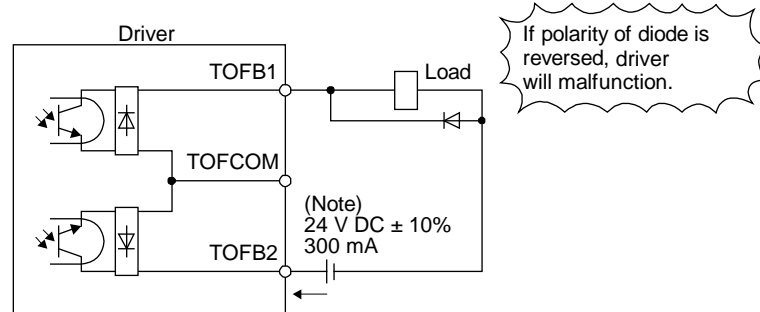 Driver
If polarity of diode is
reversed, driver
will malfunction.
TOFB1
Load
TOFCOM
(Note)
24 V DC ± 10%
300 mA
TOFB2